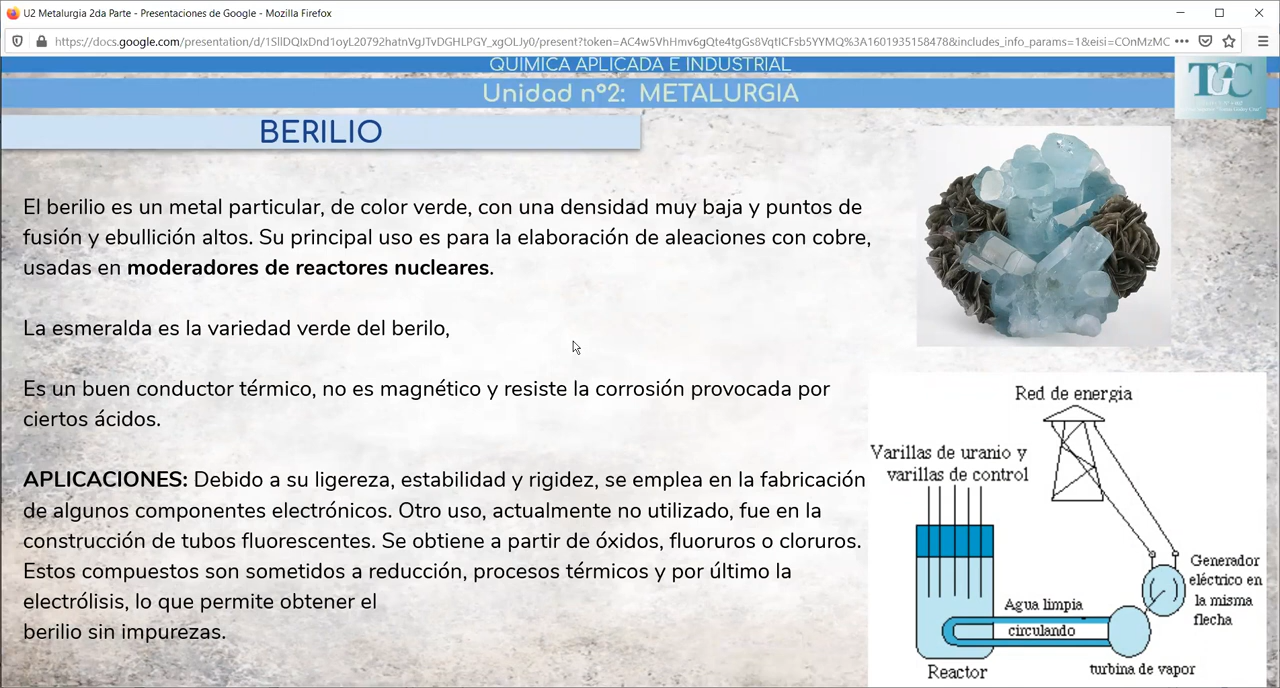 U2 Metalurgia 2da Parte - Presentaciones de Google - Mozilla Firefox
https://docs.google.com/presentation/d/1SllDQIxDnd1oyL20792hatnVgJTvDGHLPGY_xgOLJy0/present?token=AC4w5VhHmv6gQte4tgGs8VqtICFsb5YYMQ%3A1601935158478&includes_info_params=1&eisi=COnMzMC
QUIMICA APLICADA E INDUSTRIAL
Unidad nº2: METALURGIA
TGC
BERILIO
El berilio es un metal particular, de color verde, con una densidad muy baja y puntos de
fusión y ebullición altos. Su principal uso es para la elaboración de aleaciones con cobre,
usadas en moderadores de reactores nucleares.
La esmeralda es la variedad verde del berilo,
Es un buen conductor térmico, no es magnético y resiste la corrosión provocada por
ciertos ácidos.
APLICACIONES: Debido a su ligereza, estabilidad y rigidez, se emplea en la fabricación
de algunos componentes electrónicos. Otro uso, actualmente no utilizado, fue en la
construcción de tubos fluorescentes. Se obtiene a partir de óxidos, fluoruros o cloruros.
Estos compuestos son sometidos a reducción, procesos térmicos y por último la
electrólisis, lo que permite obtener el
berilio sin impurezas.
Red de energia
Varillas de uranio y
varillas de control
Generador
eléctrico en
la misma
flecha
Agua limpia
circulando
Reactor
turbina de vapor